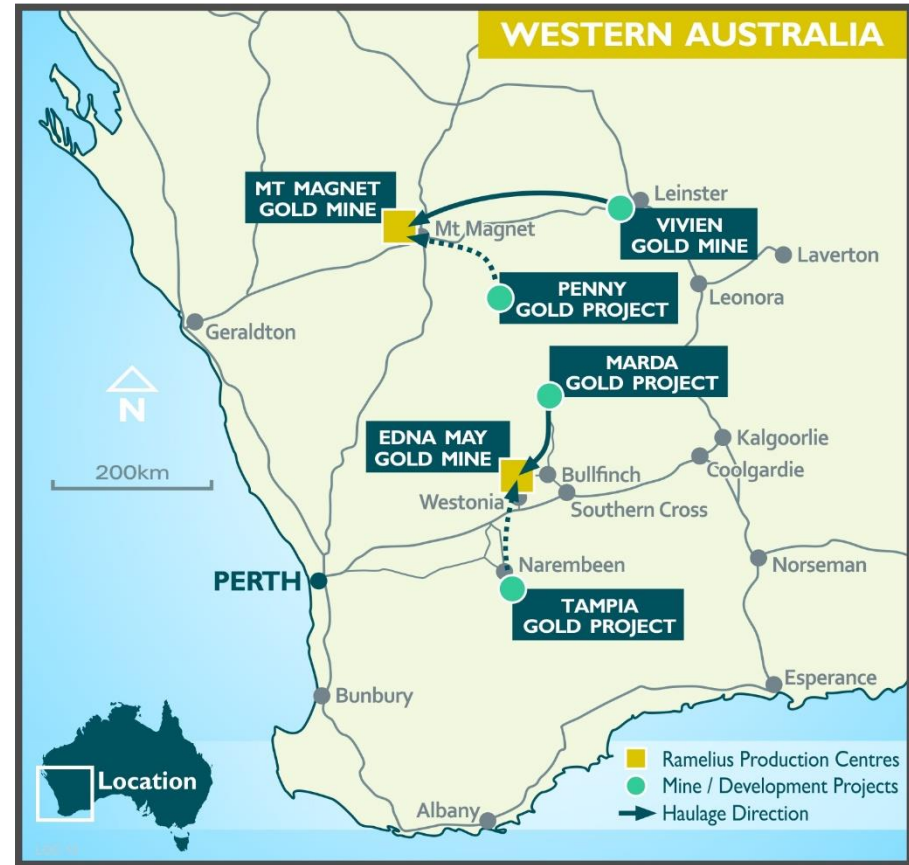 WESTERN AUSTRALIA
MT MAGNET
GOLD MINE
Leinster
Mt Magnet
VIVIEN
GOLD MINE
Laverton
PENNY
GOLD PROJECT
Leonora
Geraldton
MARDA
GOLD PROJECT
N
EDNA MAY
GOLD MINE
Kalgoorlie
Coolgardie
200km
Bullfinch
Westonia
Southern Cross
PERTH
Narembeen
Norseman
TAMPIA
GOLD PROJECT
Esperance
Bunbury
Location
Ramelius Production Centres
Mine / Development Projects
Haulage Direction
Albany